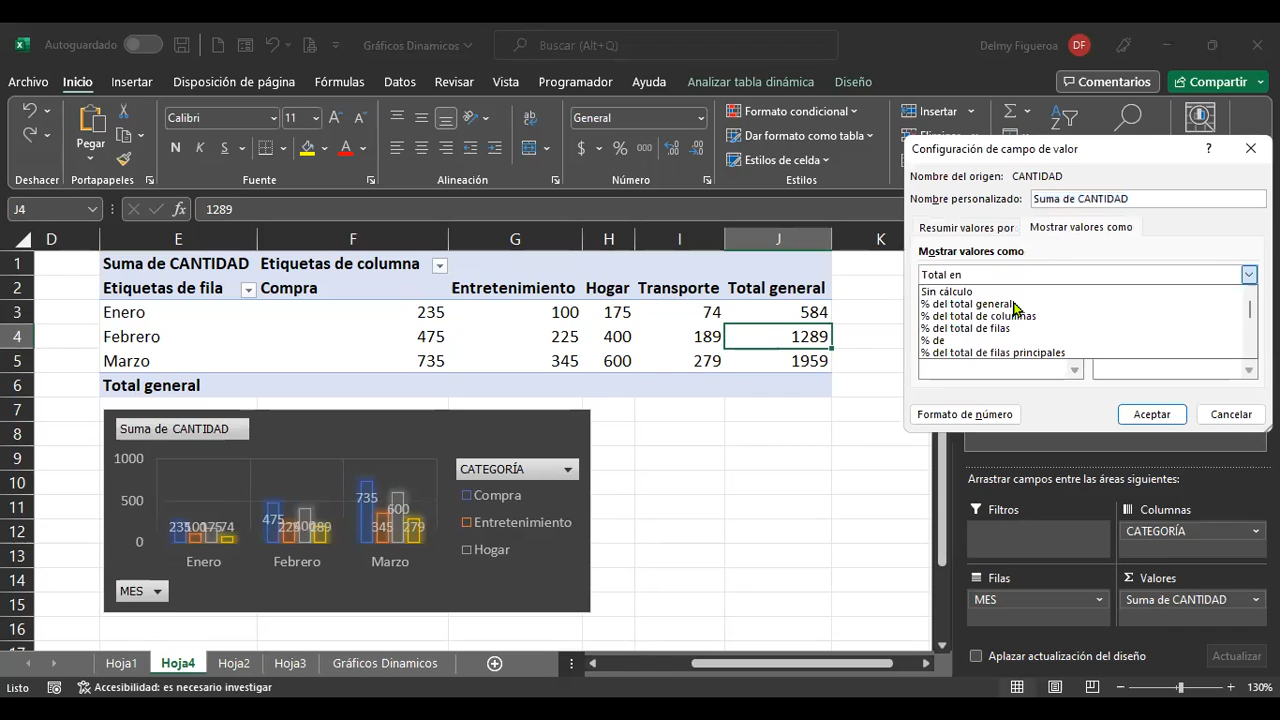 Autoguardado Gráficos Dinamicos Buscar (Alt+Q) Delmy Figueroa DF
Archivo Inicio Insertar Disposición de página Fórmulas Datos Revisar Vista Programador Ayuda Analizar tabla dinámica Diseño Comentarios Compartir
Pegar
Calibri 11
N K S
General
$ % 000
Formato condicional
Dar formato como tabla
Estilos de celda
Insertar
Deshacer Portapapeles Fuente Alineación Número Estilos
J4 fx 1289
Configuración de campo de valor ?
Nombre del origen: CANTIDAD
Nombre personalizado: Suma de CANTIDAD
Resumir valores por Mostrar valores como
Mostrar valores como
Total en
Sin cálculo
% del total general
% del total de columnas
% del total de filas
% de
% del total de filas principales
Formato de número Aceptar Cancelar
D E F G H I J K
1 Suma de CANTIDAD Etiquetas de columna
2 Etiquetas de fila Compra Entretenimiento Hogar Transporte Total general
3 Enero 235 100 175 74 584
4 Febrero 475 225 400 189 1289
5 Marzo 735 345 600 279 1959
6 Total general
7
8
9
10
11
12
13
14
15
16
Suma de CANTIDAD
1000
500
0
235 100 175 74
475 225 400 189
735 345 600 279
Enero Febrero Marzo
CATEGORÍA
Compra
Entretenimiento
Hogar
MES
Arrastrar campos entre las áreas siguientes:
Filtros Columnas
CATEGORÍA
Filas Σ Valores
MES Suma de CANTIDAD
Aplazar actualización del diseño Actualizar
Hoja1 Hoja4 Hoja2 Hoja3 Gráficos Dinamicos
Listo Accesibilidad: es necesario investigar 130%